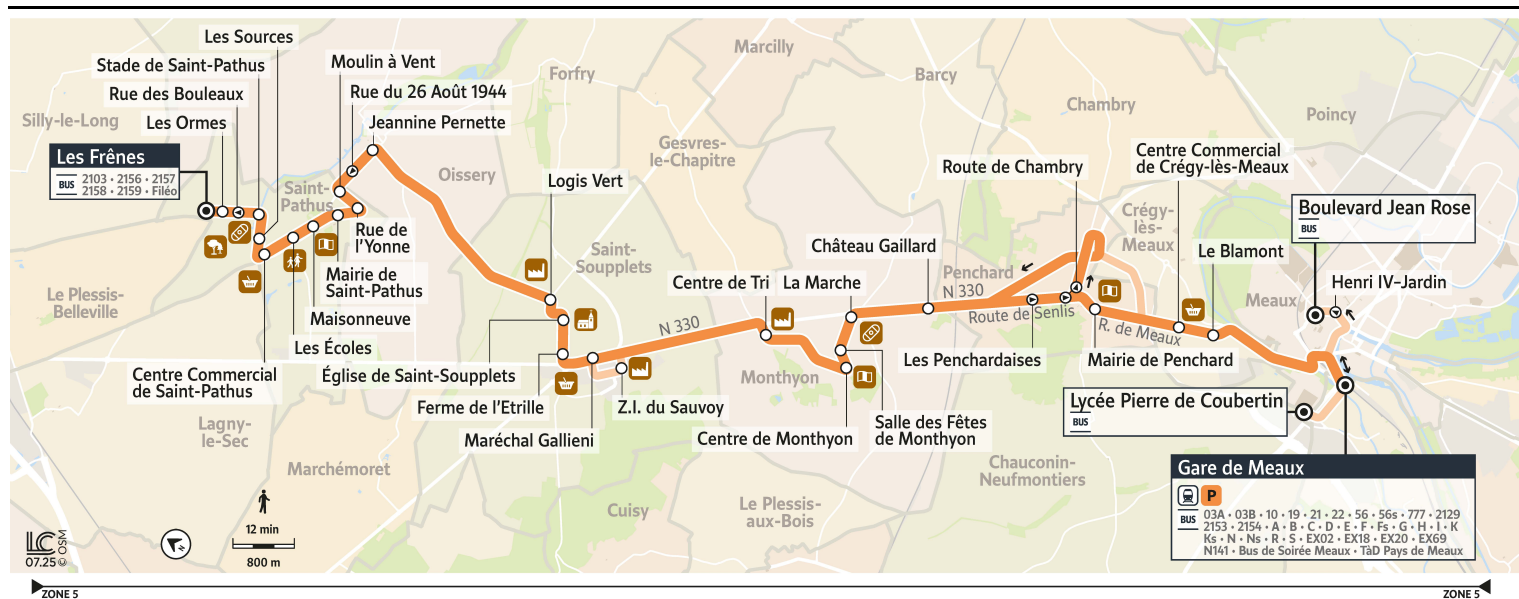 Les Sources
Stade de Saint-Pathus
Rue des Bouleaux
Les Ormes
Silly-le-Long
Les Frênes
BUS
2103 • 2156 • 2157
2158 • 2159 • Filéo
Moulin à Vent
Rue du 26 Août 1944
Jeannine Pernette
Saint-
Pathus
Oissery
Forfry
Marcilly
Gesvres-
le-Chapitre
Barcy
Chambry
Poincy
Logis Vert
Saint-
Soupplets
Rue de
l'Yonne
Mairie de
Saint-Pathus
Maisonneuve
Les Écoles
Centre Commercial
de Saint-Pathus
Le Plessis-
Belleville
Lagny-
le-Sec
Marchémoret
Église de Saint-Soupplets
Ferme de l'Etrille
Maréchal Gallieni
Z.I. du Sauvoy
N 330
Centre de Tri
La Marche
Château Gaillard
Monthyon
Centre de Monthyon
Salle des Fêtes
de Monthyon
Cuisy
Le Plessis-
aux-Bois
Route de Chambry
Penchard
N 330
Route de Senlis
Les Penchardaises
Mairie de Penchard
R. de Meaux
Crégy-
lès-
Meaux
Centre Commercial
de Crégy-lès-Meaux
Le Blamont
Boulevard Jean Rose
BUS
Meaux
Henri IV–Jardin
Lycée Pierre de Coubertin
BUS
Chauconin-
Neufmontiers
Gare de Meaux
P
BUS
03A • 03B • 10 • 19 • 21 • 22 • 56 • 56s • 777 • 2129
2153 • 2154 • A • B • C • D • E • F • Fs • G • H • I • K
Ks • N • Ns • R • S • EX02 • EX18 • EX20 • EX69
N141 • Bus de Soirée Meaux • TàD Pays de Meaux
12 min
800 m
N
LC
07.25 © OSM
ZONE 5
ZONE 5